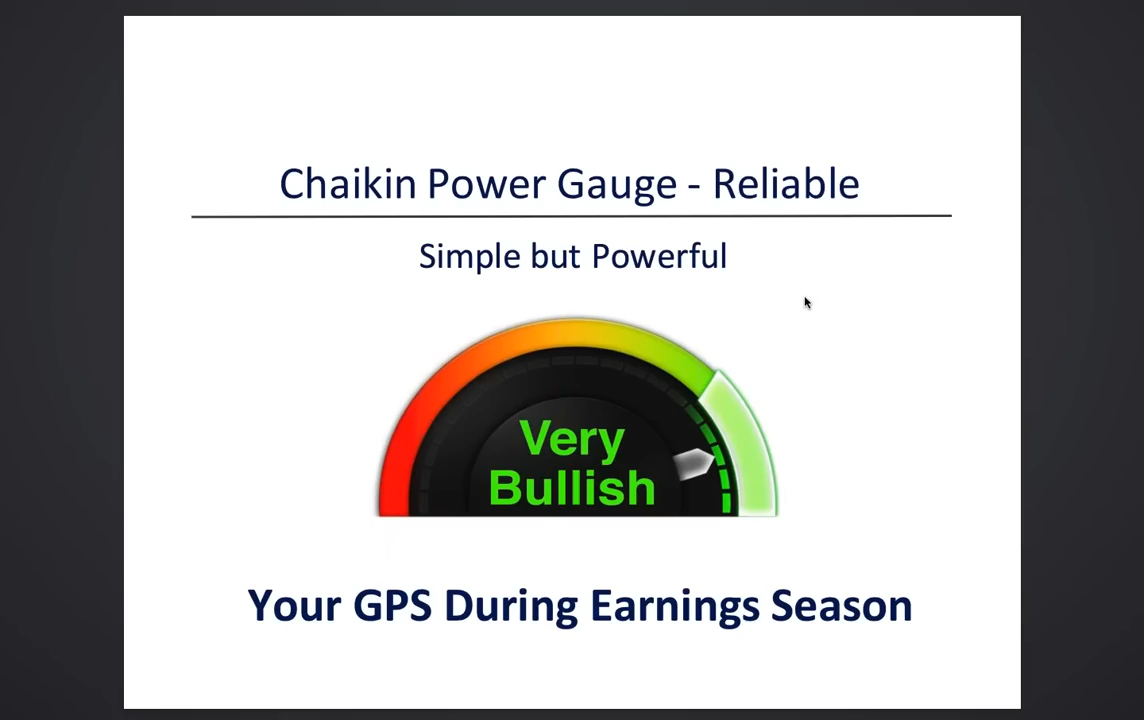 Chaikin Power Gauge - Reliable
Simple but Powerful
Very
Bullish
Your GPS During Earnings Season